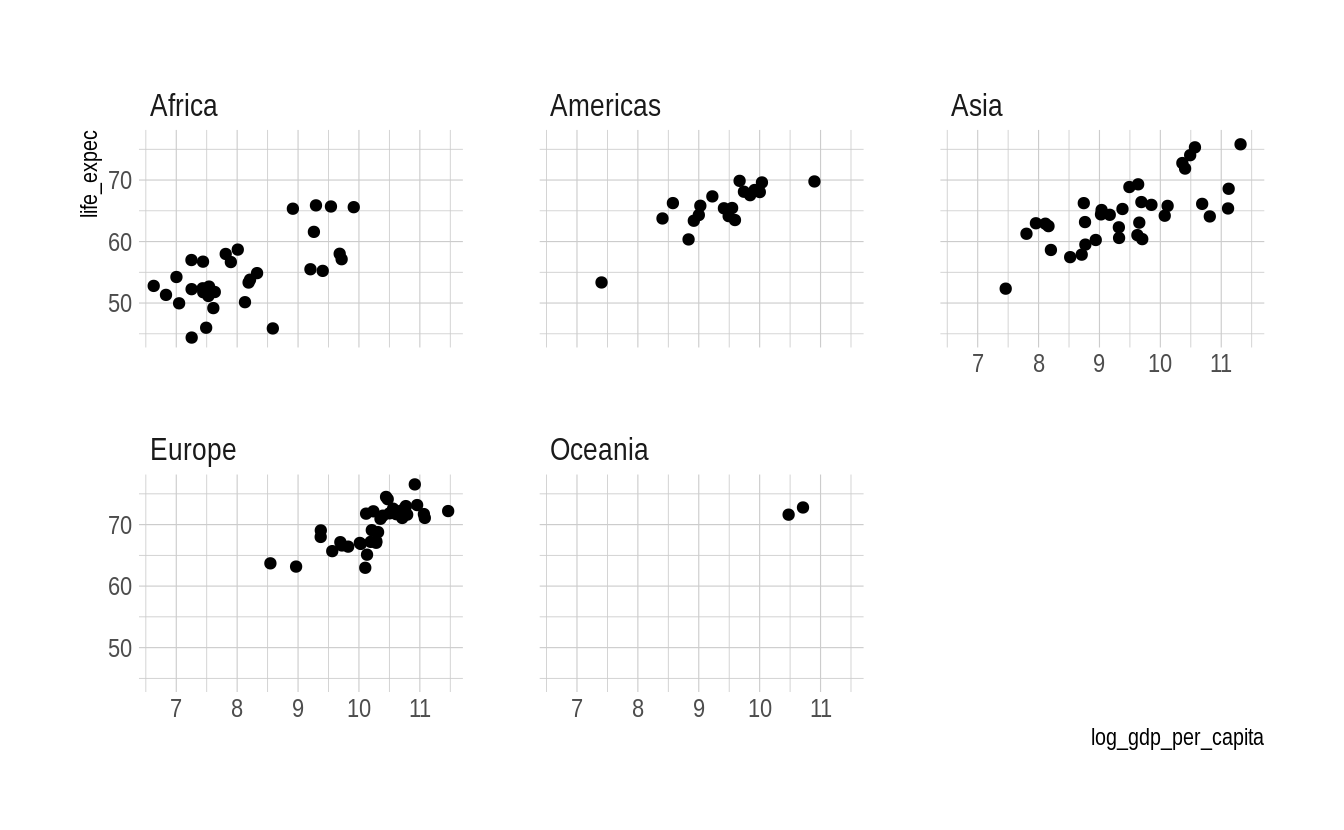 Africa
Americas
Asia
life_expec
70
60
50
7 8 9 10 11
Europe
Oceania
70
60
50
7 8 9 10 11
7 8 9 10 11
log_gdp_per_capita